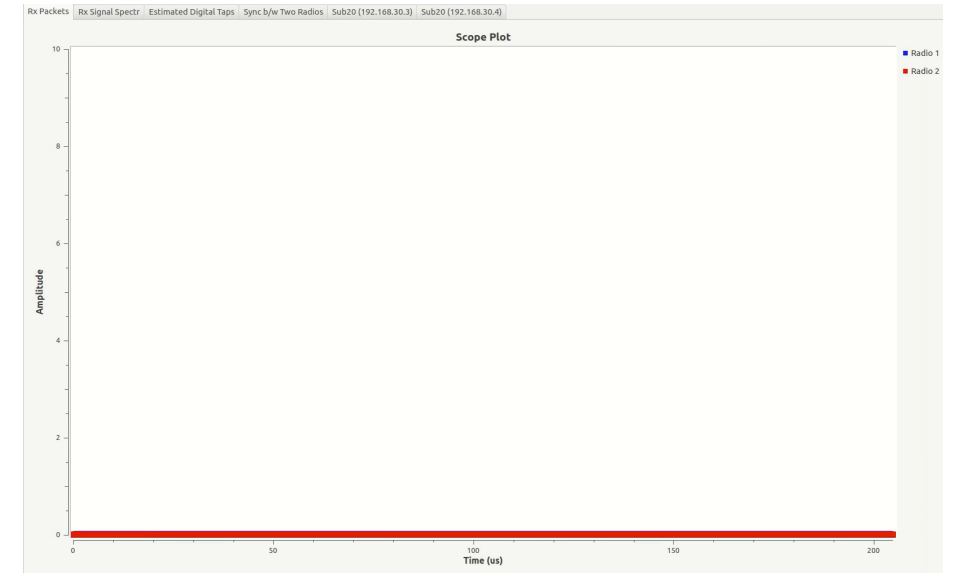 Rx Packets Rx Signal Spectr Estimated Digital Taps Sync b/w Two Radios Sub20 (192.168.30.3) Sub20 (192.168.30.4)
Scope Plot
Radio 1
Radio 2
10
8
6
4
2
0
Amplitude
0 50 100 150 200
Time (us)